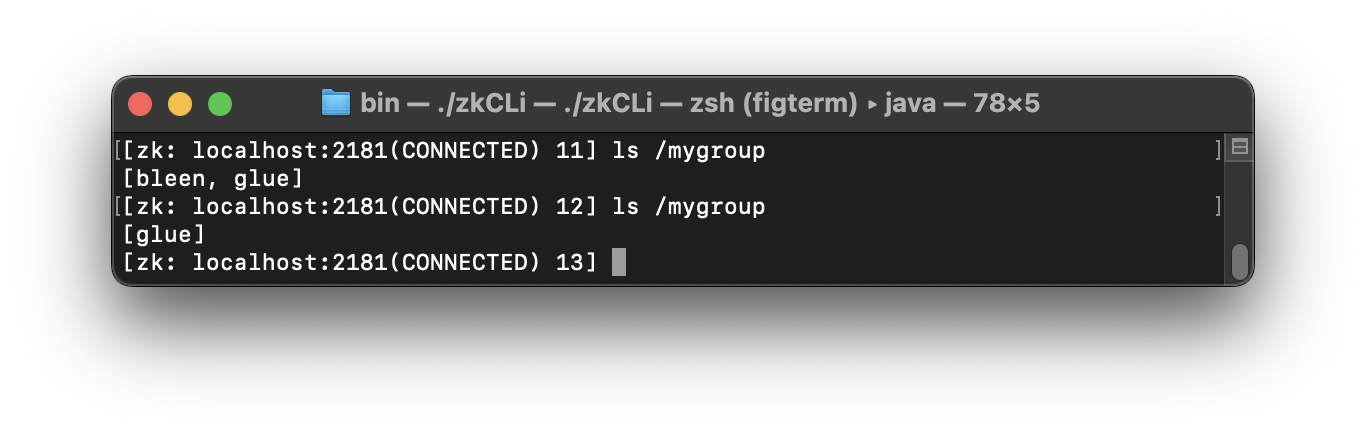 bin — ./zkCLi — ./zkCLi — zsh (figterm) ▸ java — 78×5
[[zk: localhost:2181(CONNECTED) 11] ls /mygroup ]
[bleen, glue]
[[zk: localhost:2181(CONNECTED) 12] ls /mygroup ]
[glue]
[zk: localhost:2181(CONNECTED) 13]